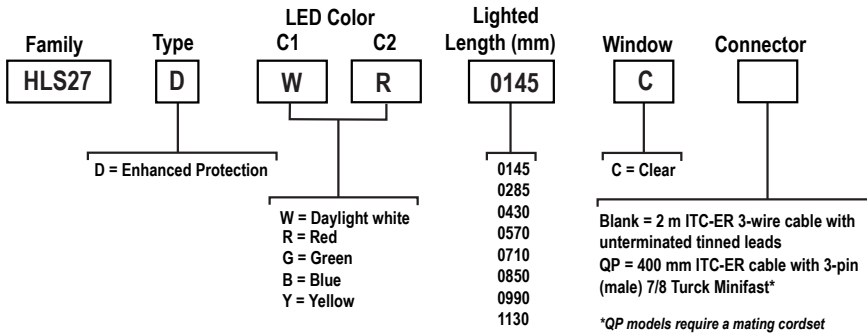 LED Color
Lighted
Family Type C1 C2 Length (mm) Window Connector
HLS27 D W R 0145 C
D = Enhanced Protection
W = Daylight white
R = Red
G = Green
B = Blue
Y = Yellow
0145
0285
0430
0570
0710
0850
0990
1130
C = Clear
Blank = 2 m ITC-ER 3-wire cable with
unterminated tinned leads
QP = 400 mm ITC-ER cable with 3-pin
(male) 7/8 Turck Minifast*
*QP models require a mating cordset